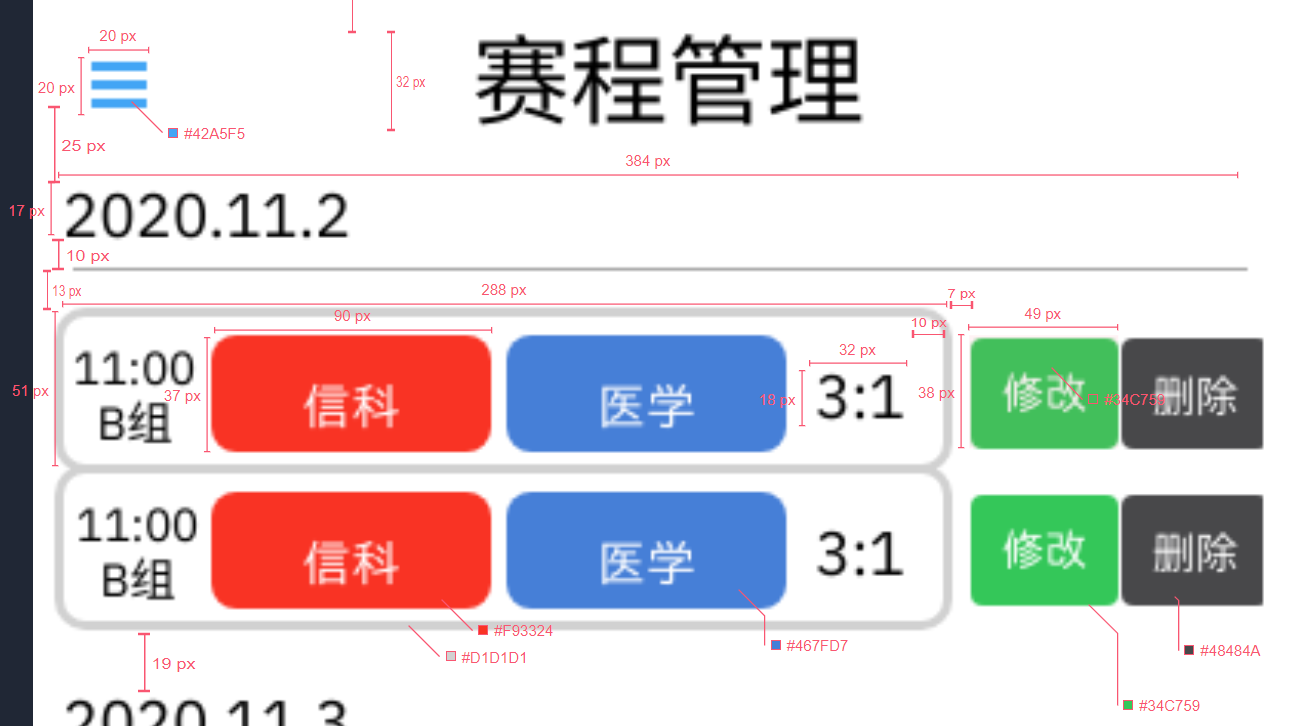 20 px
赛程管理
32 px
20 px
#42A5F5
25 px
384 px
17 px
2020.11.2
10 px
13 px
288 px
7 px
90 px
10 px
49 px
11:00
B组
51 px
37 px
信科
医学
32 px
18 px
3:1
38 px
修改
#34C759
删除
11:00
B组
信科
医学
3:1
修改
删除
#F93324
#D1D1D1
#467FD7
#48484A
19 px
#34C759
2020.11.3